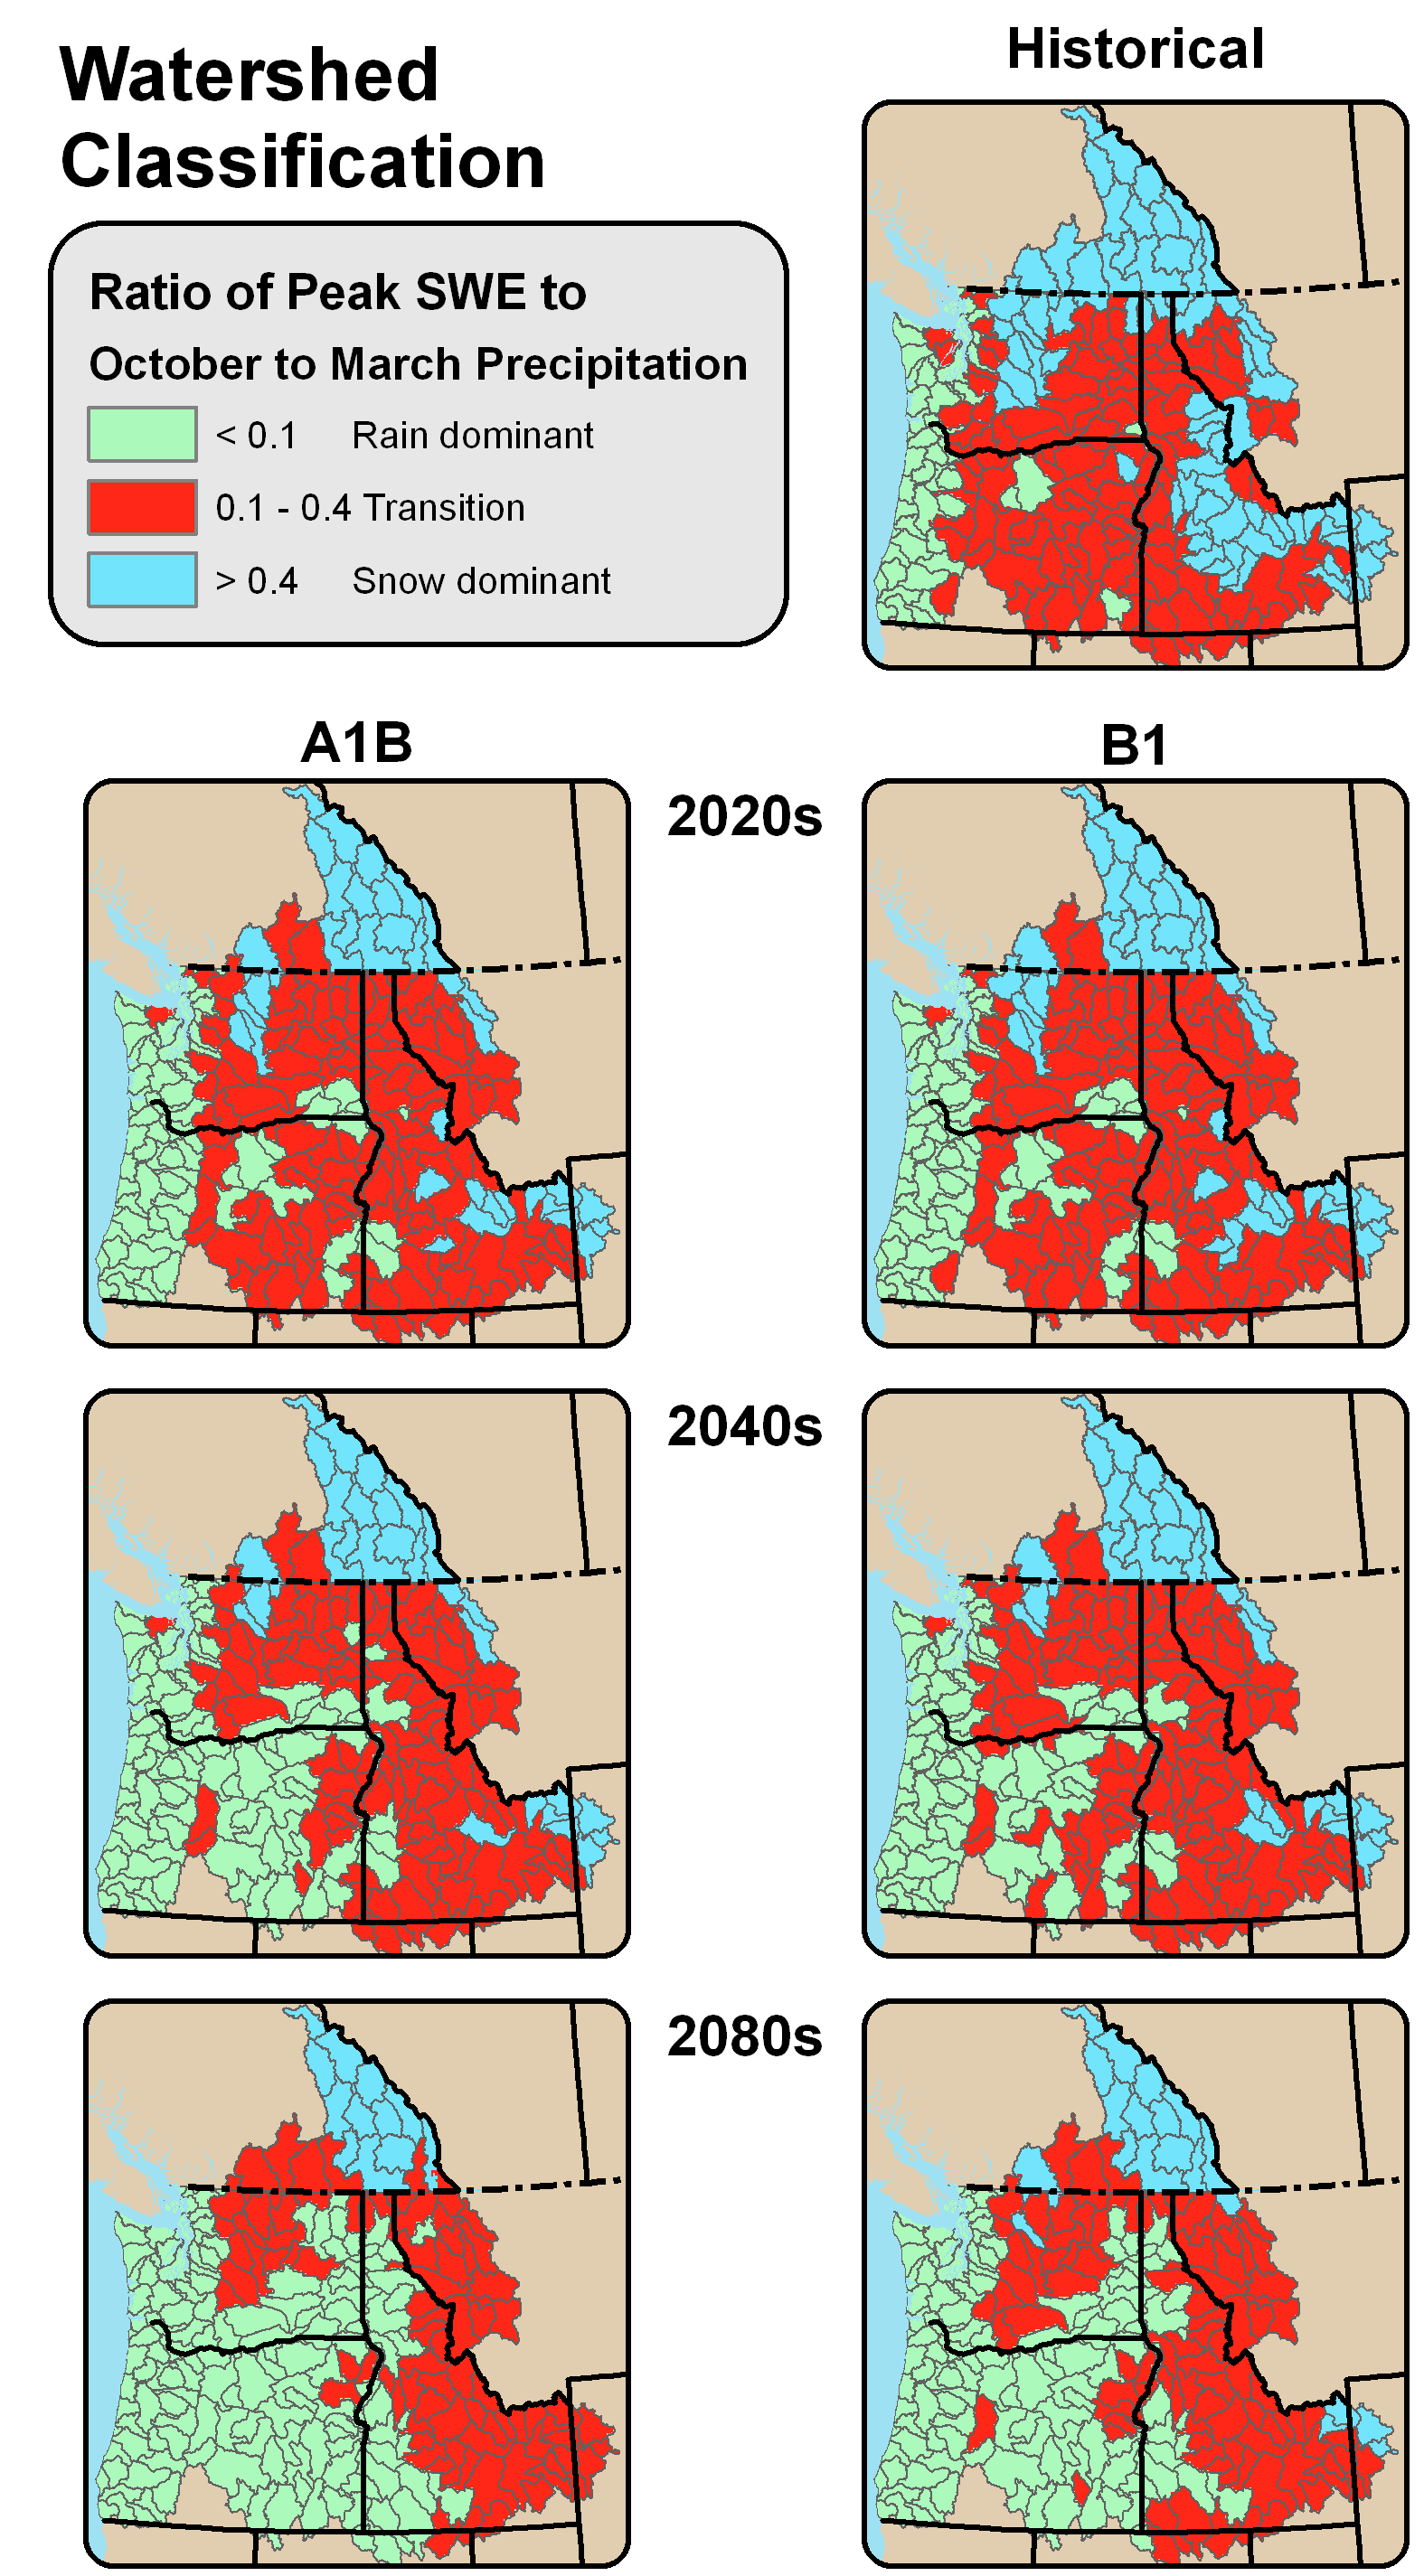 Watershed
Classification
Historical
Ratio of Peak SWE to
October to March Precipitation
< 0.1 Rain dominant
0.1 - 0.4 Transition
> 0.4 Snow dominant
A1B
B1
2020s
2040s
2080s